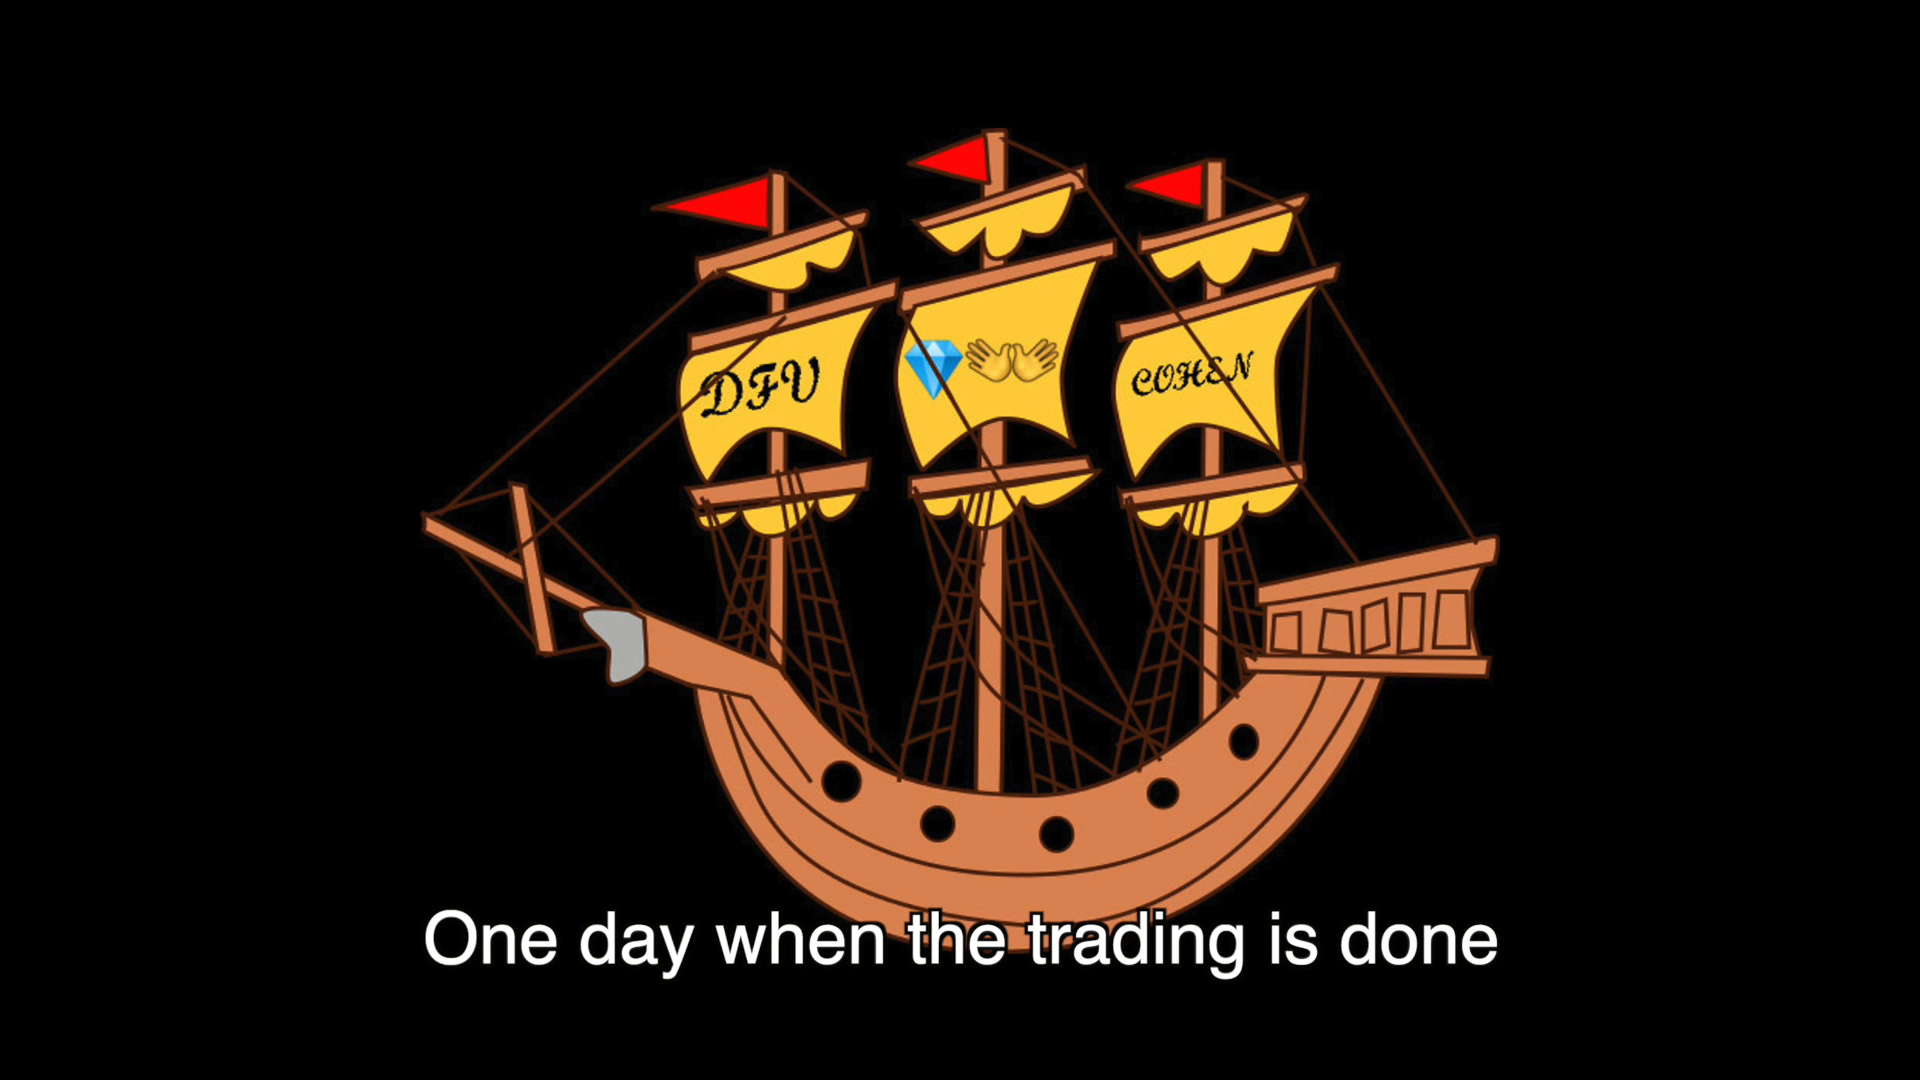 DFV
💎👐
COHEN
One day when the trading is done